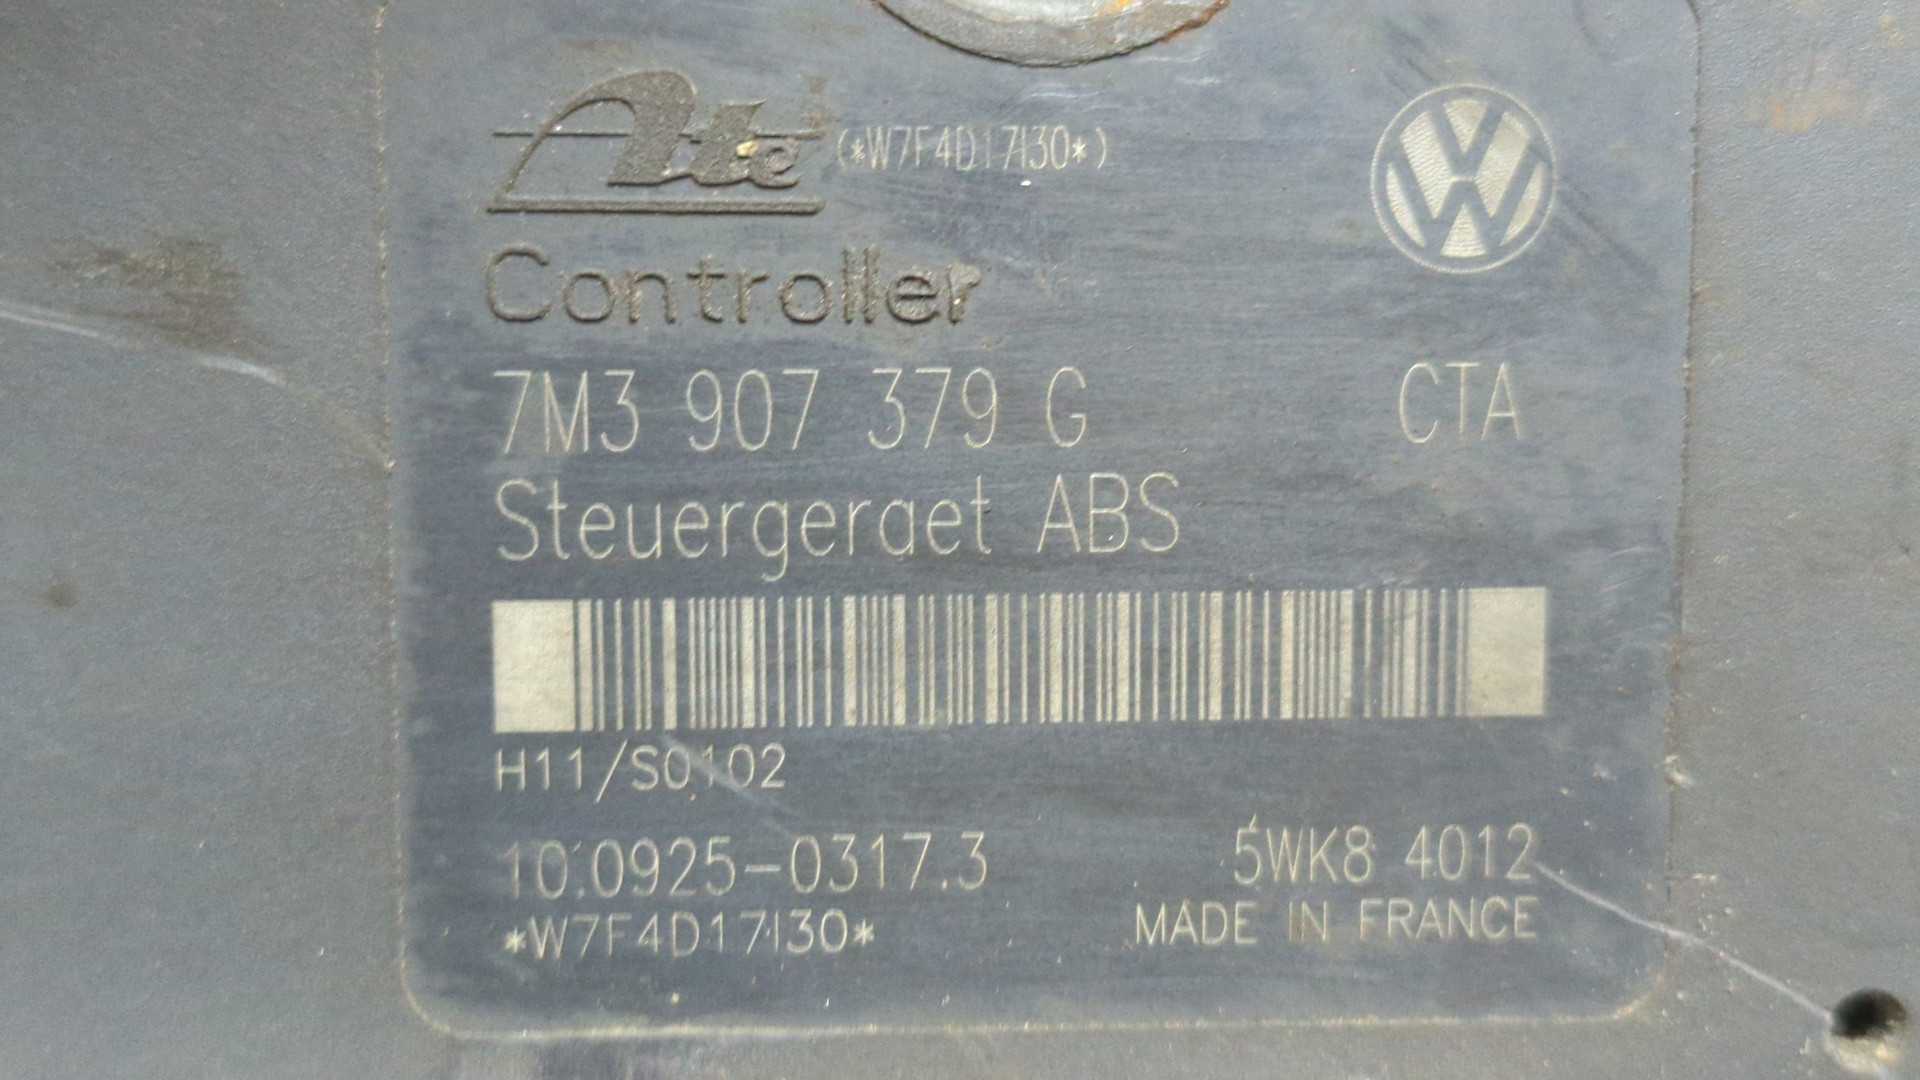 Ate (*W7F4D17I30*)
Controller
7M3 907 379 G CTA
Steuergeraet ABS
H11/S0102
10.0925-0317.3 5WK8 4012
*W7F4D17I30* MADE IN FRANCE